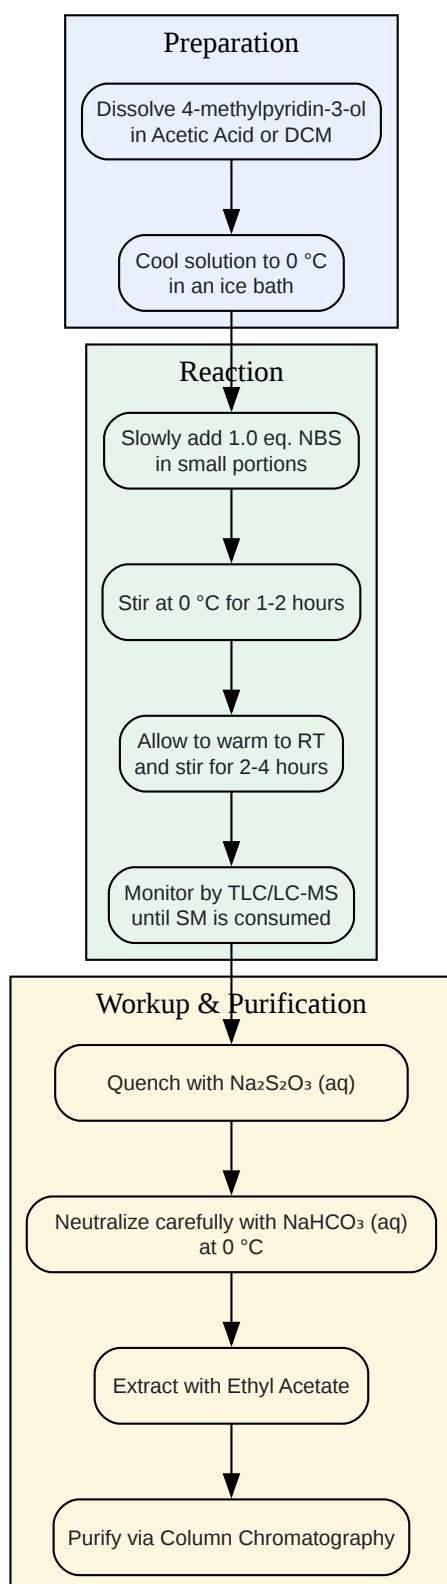 Preparation
Dissolve 4-methylpyridin-3-ol
in Acetic Acid or DCM
Cool solution to 0 °C
in an ice bath
Reaction
Slowly add 1.0 eq. NBS
in small portions
Stir at 0 °C for 1-2 hours
Allow to warm to RT
and stir for 2-4 hours
Monitor by TLC/LC-MS
until SM is consumed
Workup & Purification
Quench with Na₂S₂O₃ (aq)
Neutralize carefully with NaHCO₃ (aq)
at 0 °C
Extract with Ethyl Acetate
Purify via Column Chromatography